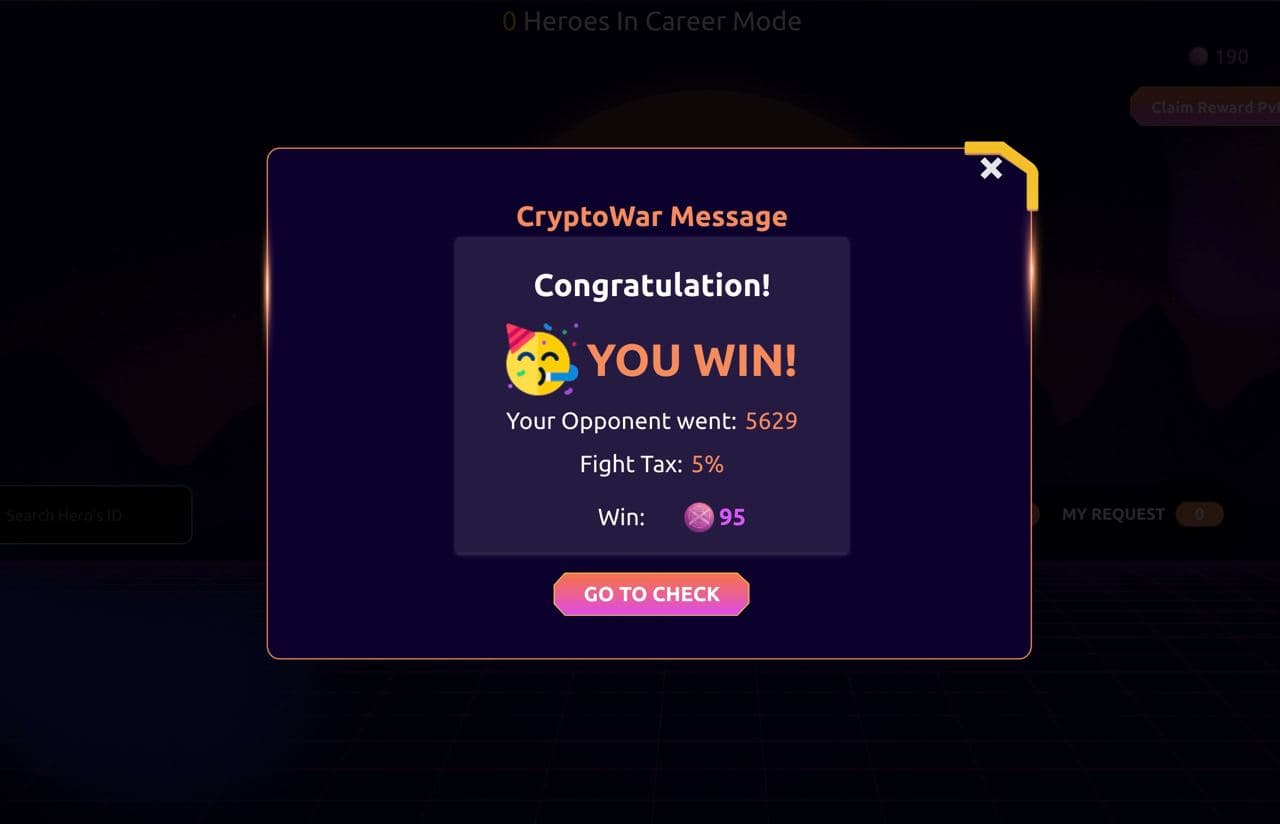 0 Heroes In Career Mode
190
Claim Reward
CryptoWar Message
Congratulation!
YOU WIN!
Your Opponent went: 5629
Fight Tax: 5%
Win: 95
Search Hero's ID
MY REQUEST 0
GO TO CHECK